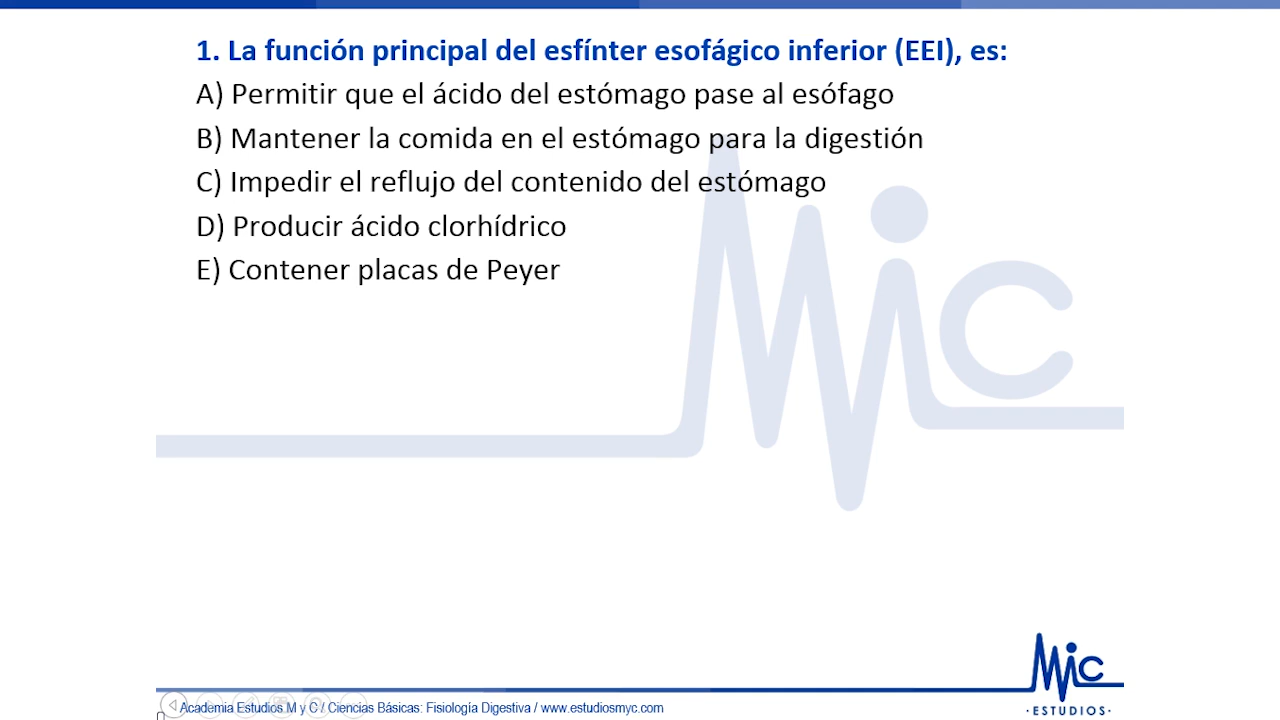 1. La función principal del esfínter esofágico inferior (EEI), es:
A) Permitir que el ácido del estómago pase al esófago
B) Mantener la comida en el estómago para la digestión
C) Impedir el reflujo del contenido del estómago
D) Producir ácido clorhídrico
E) Contener placas de Peyer
Mic
Mic
·ESTUDIOS·
Academia Estudios M y C / Ciencias Básicas: Fisiología Digestiva / www.estudiosmyc.com